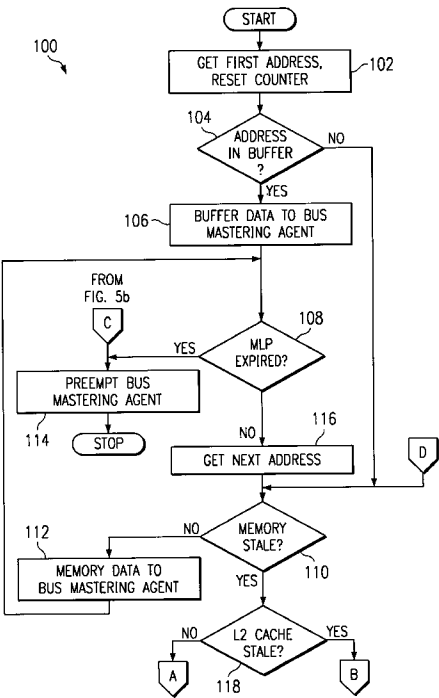 START
100
GET FIRST ADDRESS,
RESET COUNTER
102
104
ADDRESS
IN BUFFER
?
NO
YES
106
BUFFER DATA TO BUS
MASTERING AGENT
FROM
FIG. 5b
C
108
YES
MLP
EXPIRED?
PREEMPT BUS
MASTERING AGENT
114
STOP
NO
116
GET NEXT ADDRESS
D
112
NO
MEMORY
STALE?
110
MEMORY DATA TO
BUS MASTERING AGENT
YES
NO
L2 CACHE
STALE?
YES
A
118
B